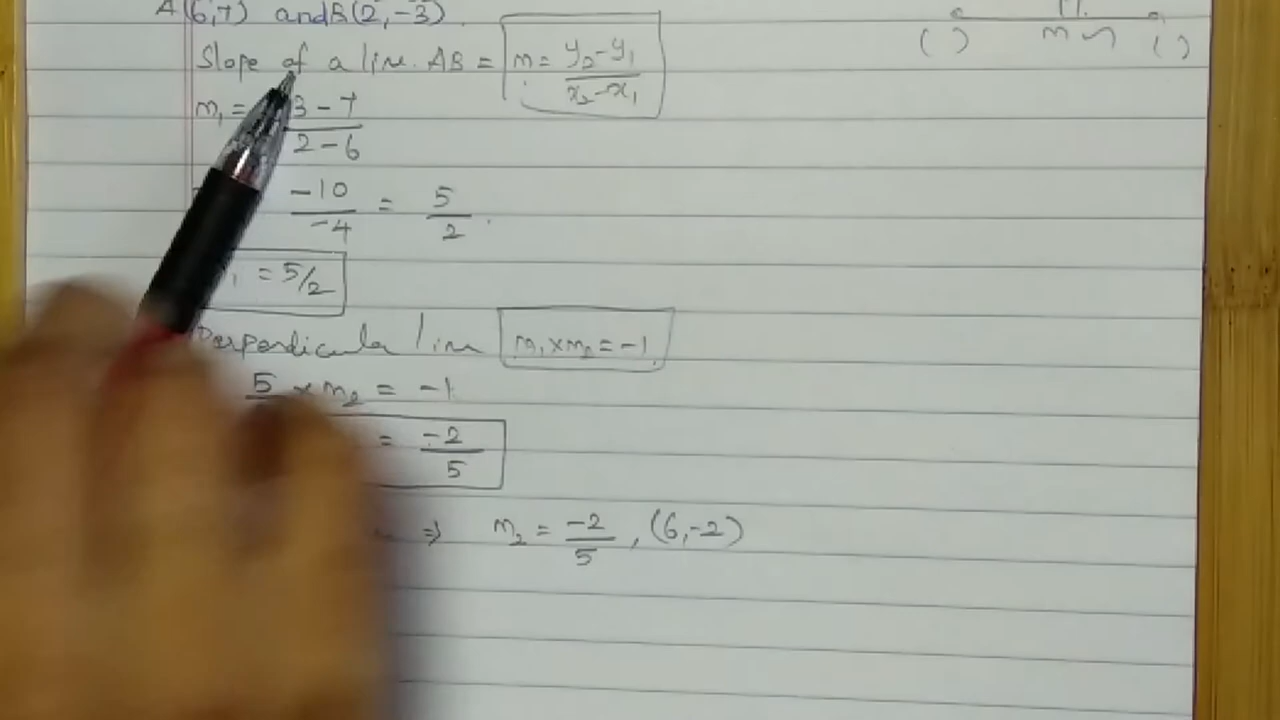 A(6,7) and B(2,-3).
Slope of a line AB = m = y₂-y₁ / x₂-x₁
m₁ = 3-7 / 2-6
-10 / -4 = 5 / 2
= 5/2
Perpendicular line m₁×m₂ = -1
5 × m₂ = -1
= -2 / 5
⇒ m₂ = -2 / 5 , (6,-2)
( ) m n ( )